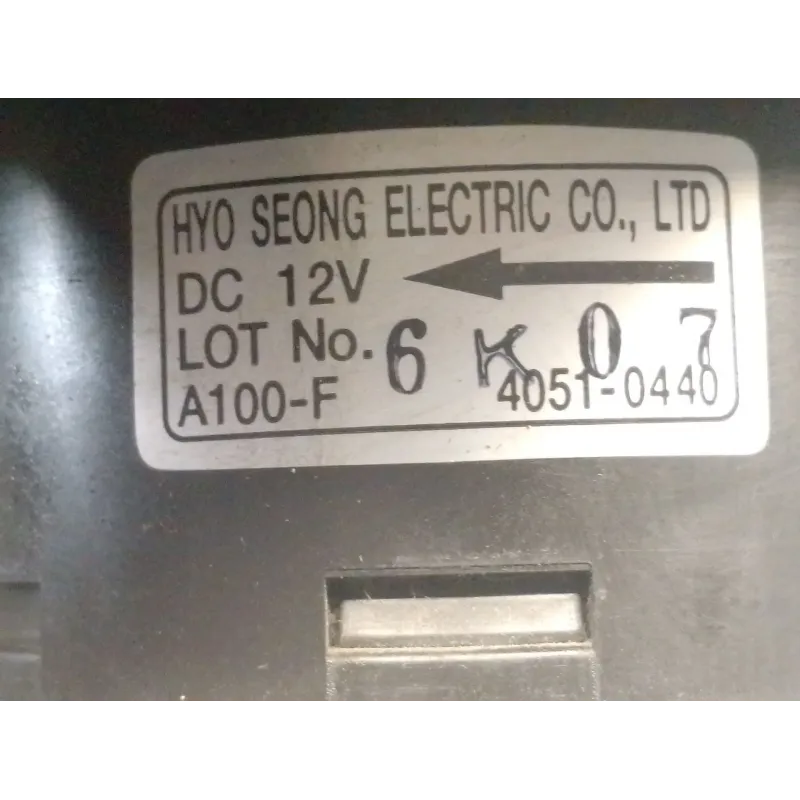 HYO SEONG ELECTRIC CO., LTD
DC 12V
LOT No. 6 K 0 7
A100-F 4051-0440